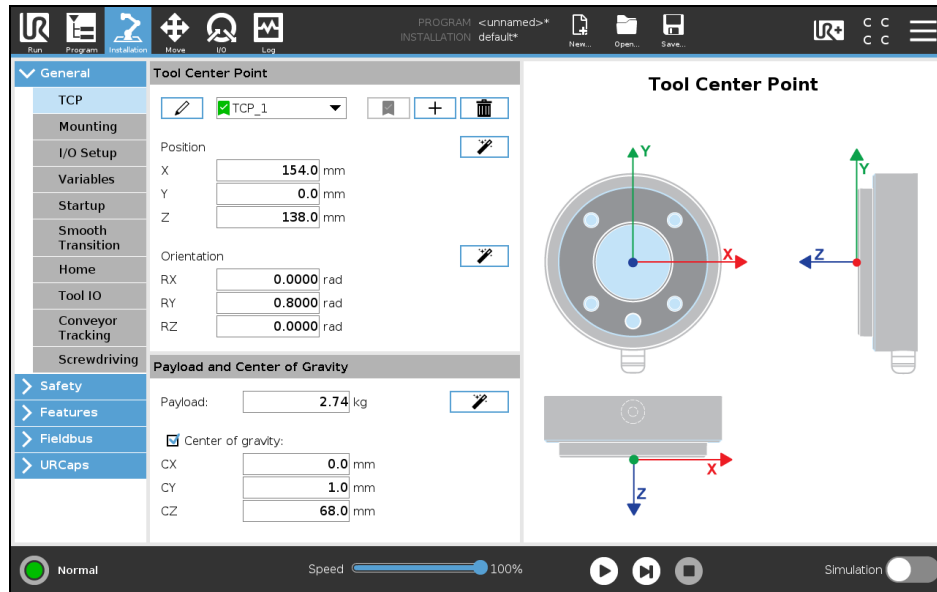 UR
Run
Program
Installation
Move
I/O
Log
PROGRAM <unnamed>*
INSTALLATION default*
New...
Open...
Save...
UR+
C C
C C
General
TCP
Mounting
I/O Setup
Variables
Startup
Smooth
Transition
Home
Tool IO
Conveyor
Tracking
Screwdriving
Safety
Features
Fieldbus
URCaps
Tool Center Point
TCP_1
Position
X 154.0 mm
Y 0.0 mm
Z 138.0 mm
Orientation
RX 0.0000 rad
RY 0.8000 rad
RZ 0.0000 rad
Payload and Center of Gravity
Payload: 2.74 kg
Center of gravity:
CX 0.0 mm
CY 1.0 mm
CZ 68.0 mm
Tool Center Point
Y
X
Y
Z
X
Z
Normal
Speed 100%
Simulation